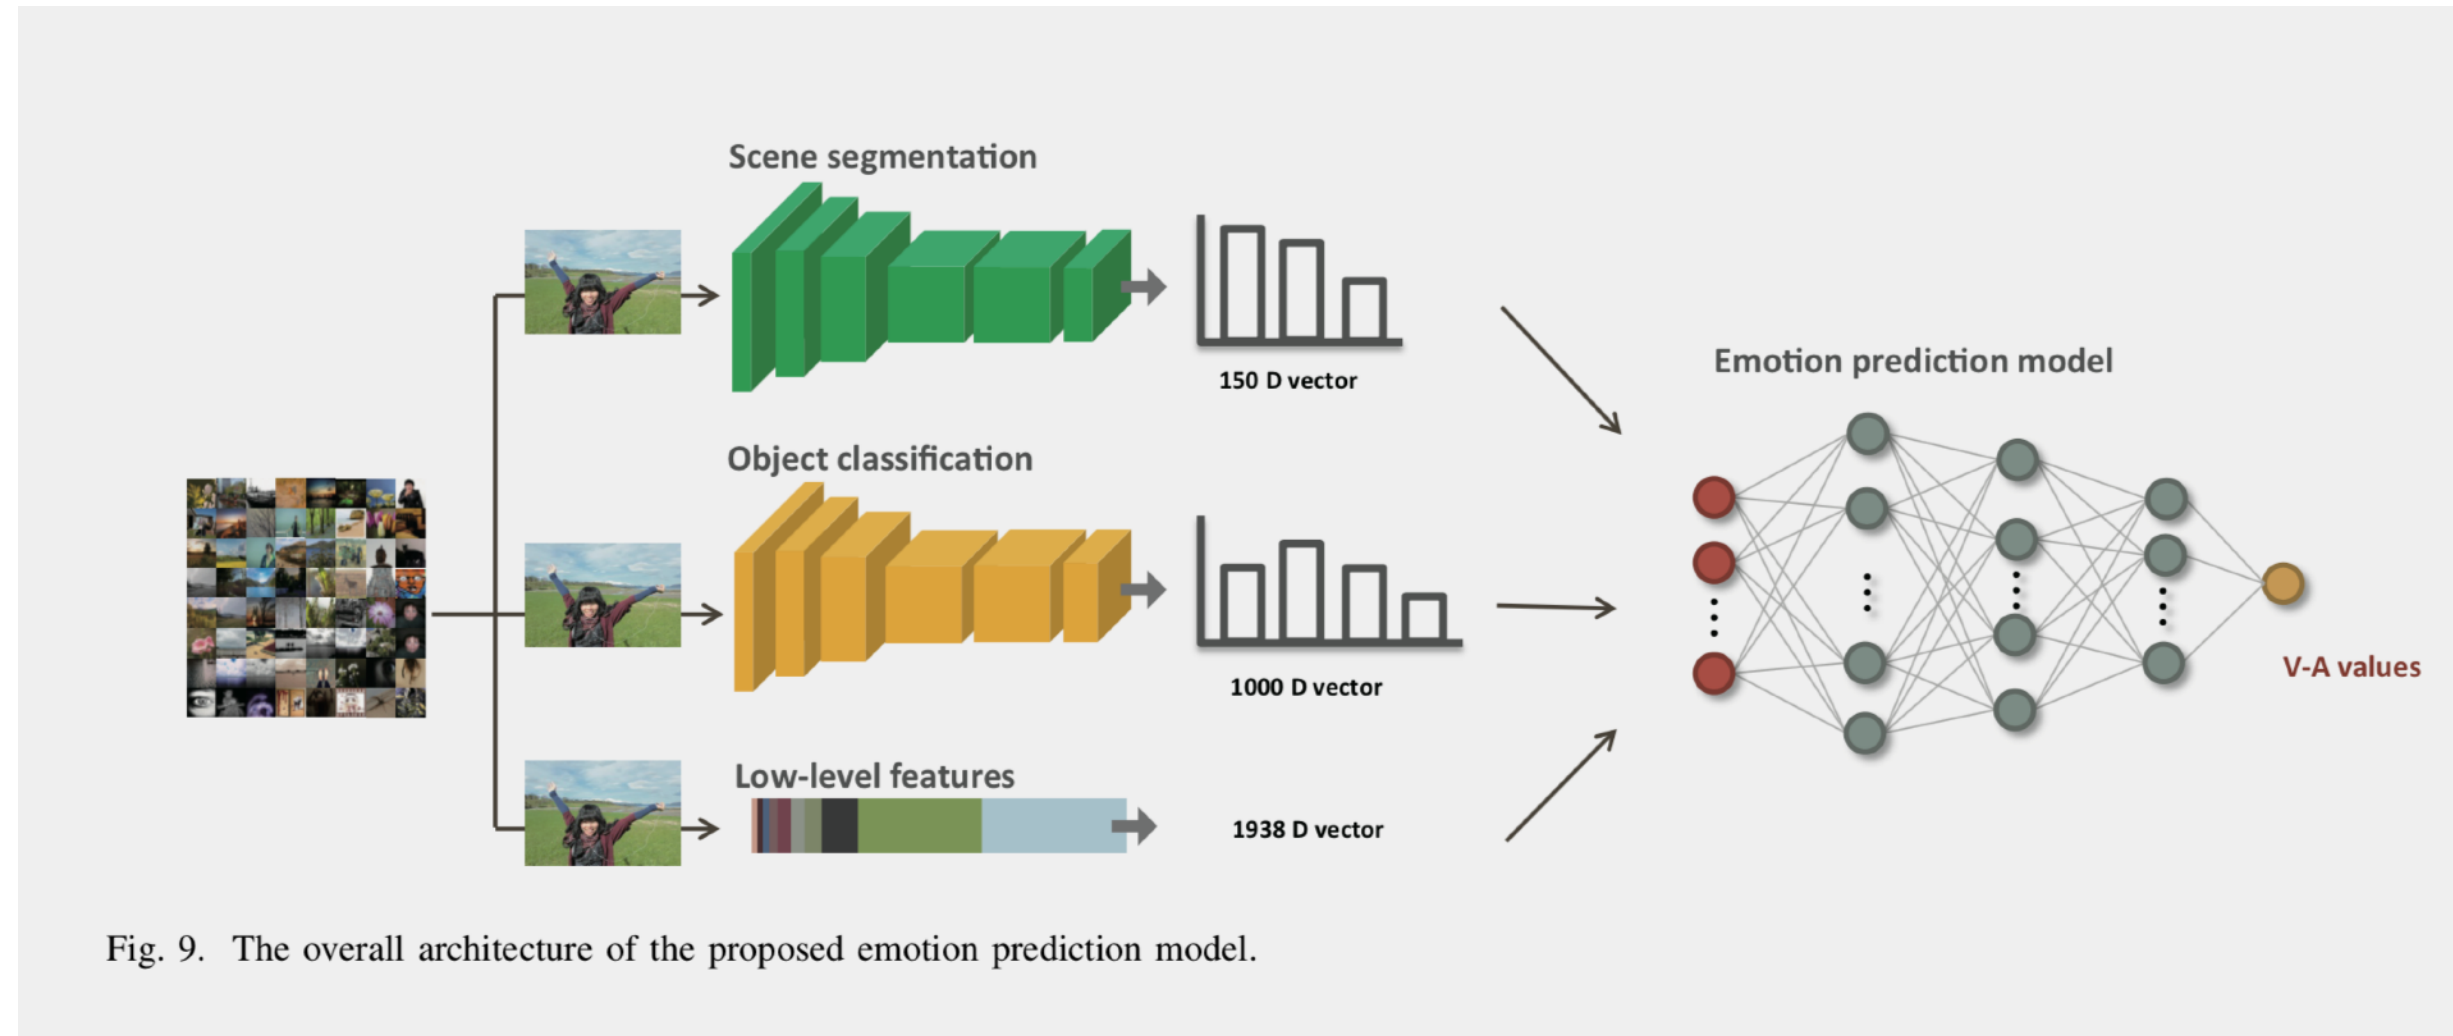 Scene segmentation
150 D vector
Object classification
1000 D vector
Low-level features
1938 D vector
Emotion prediction model
V-A values
Fig. 9. The overall architecture of the proposed emotion prediction model.